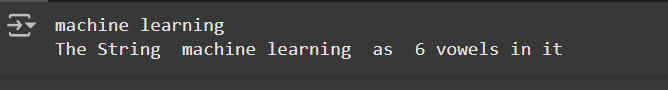 machine learning
The String  machine learning  as  6 vowels in it